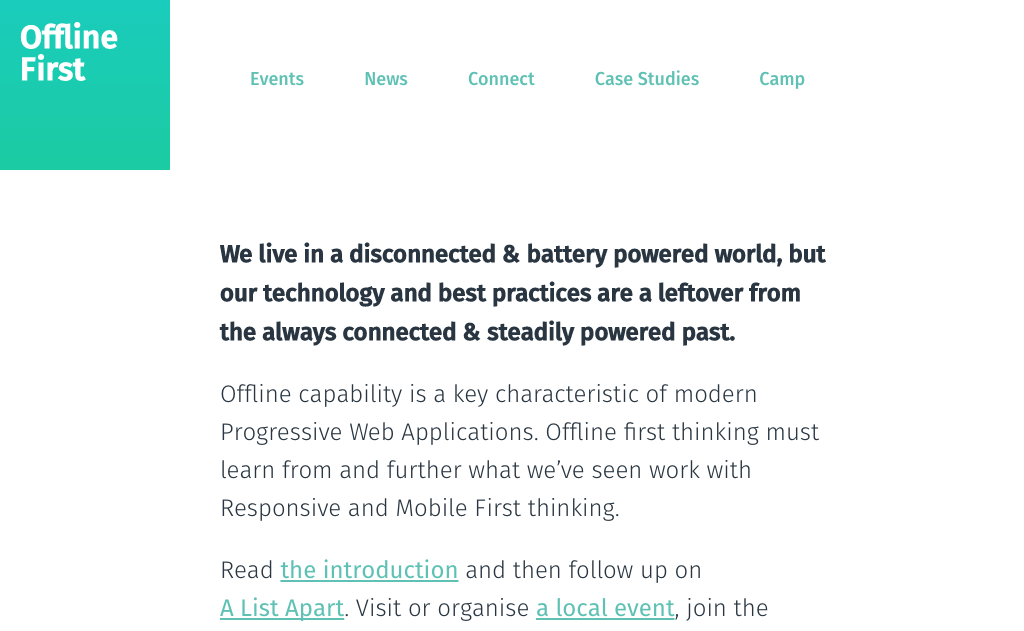 Offline
First
Events News Connect Case Studies Camp
We live in a disconnected & battery powered world, but
our technology and best practices are a leftover from
the always connected & steadily powered past.
Offline capability is a key characteristic of modern
Progressive Web Applications. Offline first thinking must
learn from and further what we’ve seen work with
Responsive and Mobile First thinking.
Read the introduction and then follow up on
A List Apart. Visit or organise a local event, join the